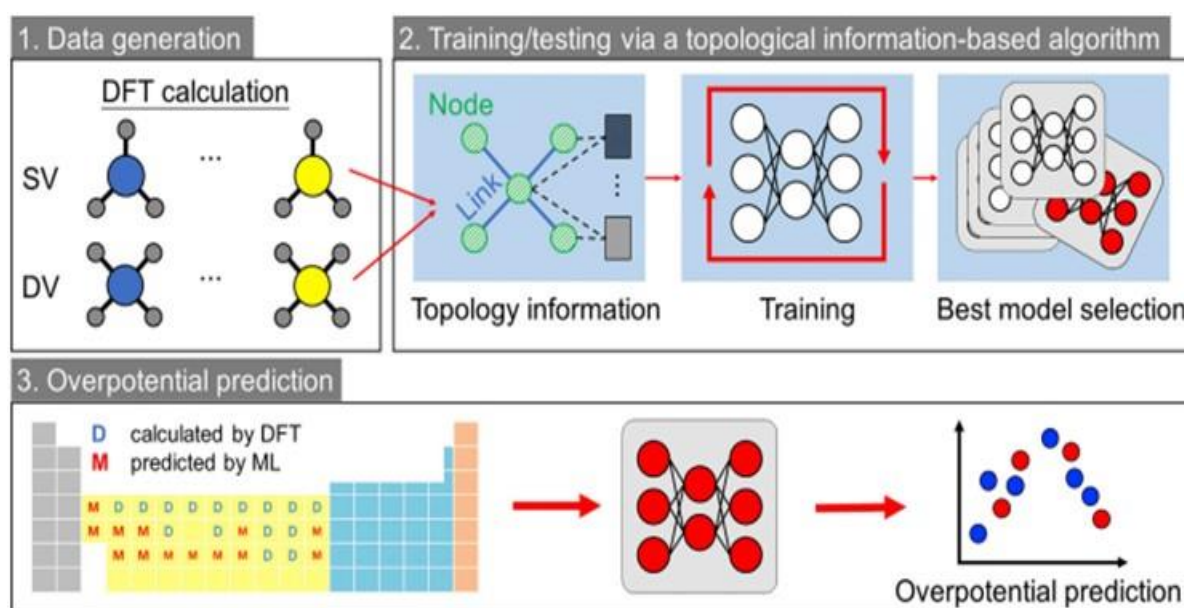 1. Data generation
DFT calculation
SV
...
DV
...
2. Training/testing via a topological information-based algorithm
Node
Link
Topology information
Training
Best model selection
3. Overpotential prediction
D calculated by DFT
M predicted by ML
M D D D D D D D D D
M M M D D M D D M
M M M M M M D D M
Overpotential prediction